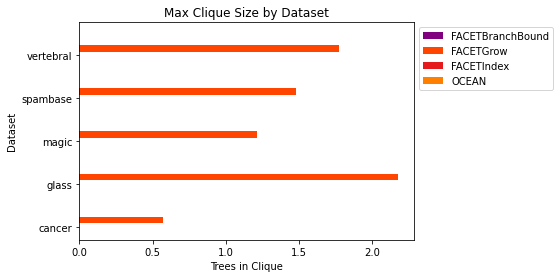 Max Clique Size by Dataset
FACETBranchBound
FACETGrow
FACETIndex
OCEAN
Dataset
vertebral
spambase
magic
glass
cancer
0.0 0.5 1.0 1.5 2.0
Trees in Clique